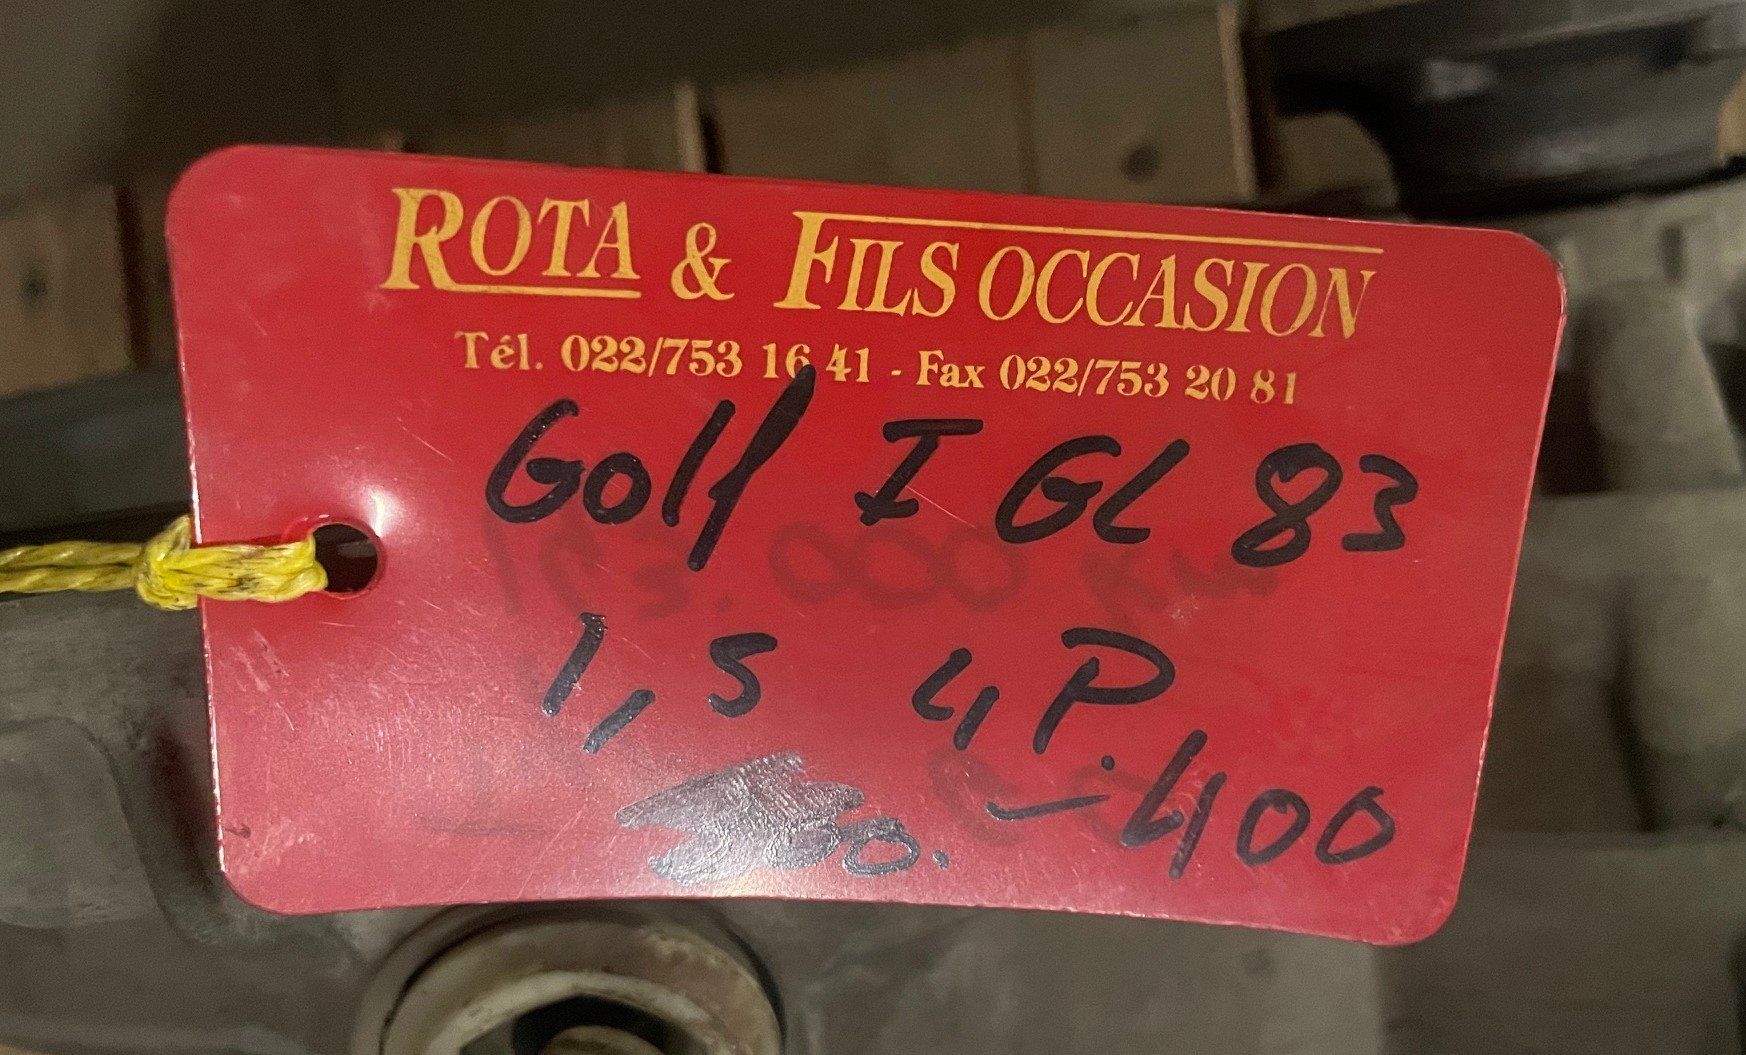 ROTA & FILS OCCASION
Tél. 022/753 16 41 - Fax 022/753 20 81
Golf I GL 83
1,5 4P.
500. - 400